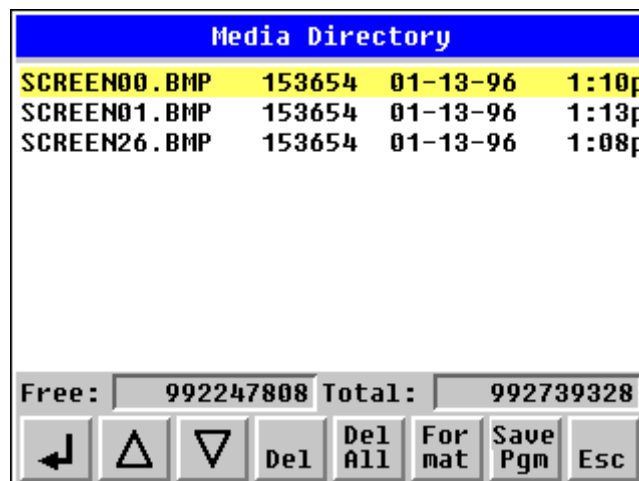 Media Directory
SCREEN00.BMP 153654 01-13-96 1:10p
SCREEN01.BMP 153654 01-13-96 1:13p
SCREEN26.BMP 153654 01-13-96 1:08p
Free: 992247808 Total: 992739328
Del Del All For mat Save Pgm Esc